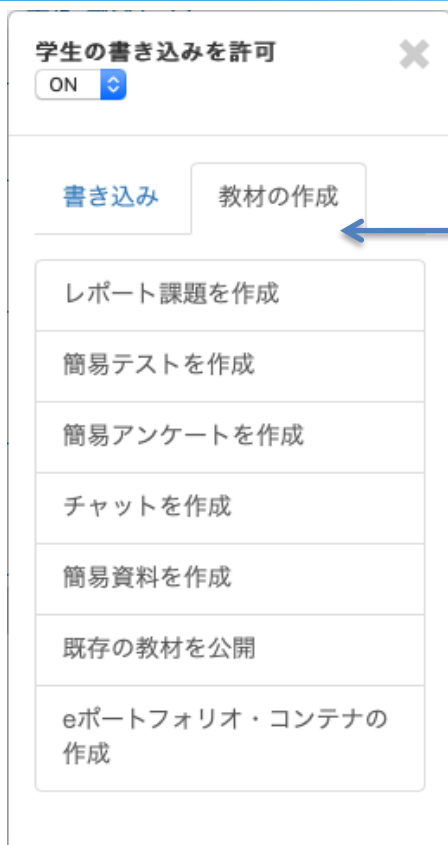 学生の書き込みを許可
ON
書き込み
教材の作成
レポート課題を作成
簡易テストを作成
簡易アンケートを作成
チャットを作成
簡易資料を作成
既存の教材を公開
eポートフォリオ・コンテナの
作成